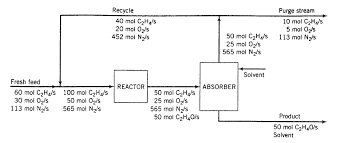 Recycle
Purge stream
40 mol C₂H₄/s
20 mol O₂/s
452 mol N₂/s
10 mol C₂H₄/s
5 mol O₂/s
113 mol N₂/s
50 mol C₂H₄/s
25 mol O₂/s
565 mol N₂/s
Solvent
Fresh feed
60 mol C₂H₄/s
30 mol O₂/s
113 mol N₂/s
100 mol C₂H₄/s
50 mol O₂/s
565 mol N₂/s
REACTOR
50 mol C₂H₄/s
25 mol O₂/s
565 mol N₂/s
50 mol C₂H₄O/s
ABSORBER
Product
50 mol C₂H₄O/s
Solvent